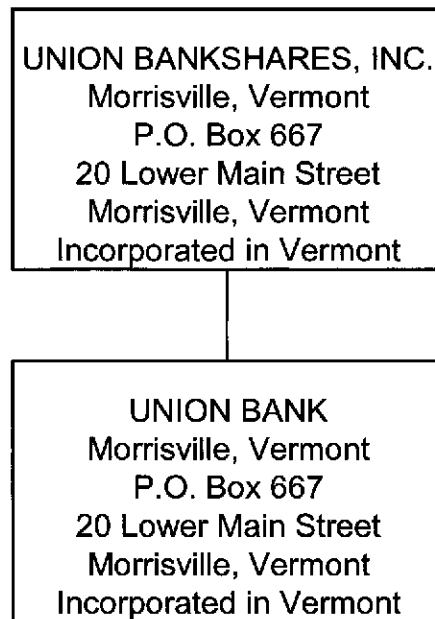 UNION BANKSHARES, INC.
Morrisville, Vermont
P.O. Box 667
20 Lower Main Street
Morrisville, Vermont
Incorporated in Vermont
UNION BANK
Morrisville, Vermont
P.O. Box 667
20 Lower Main Street
Morrisville, Vermont
Incorporated in Vermont